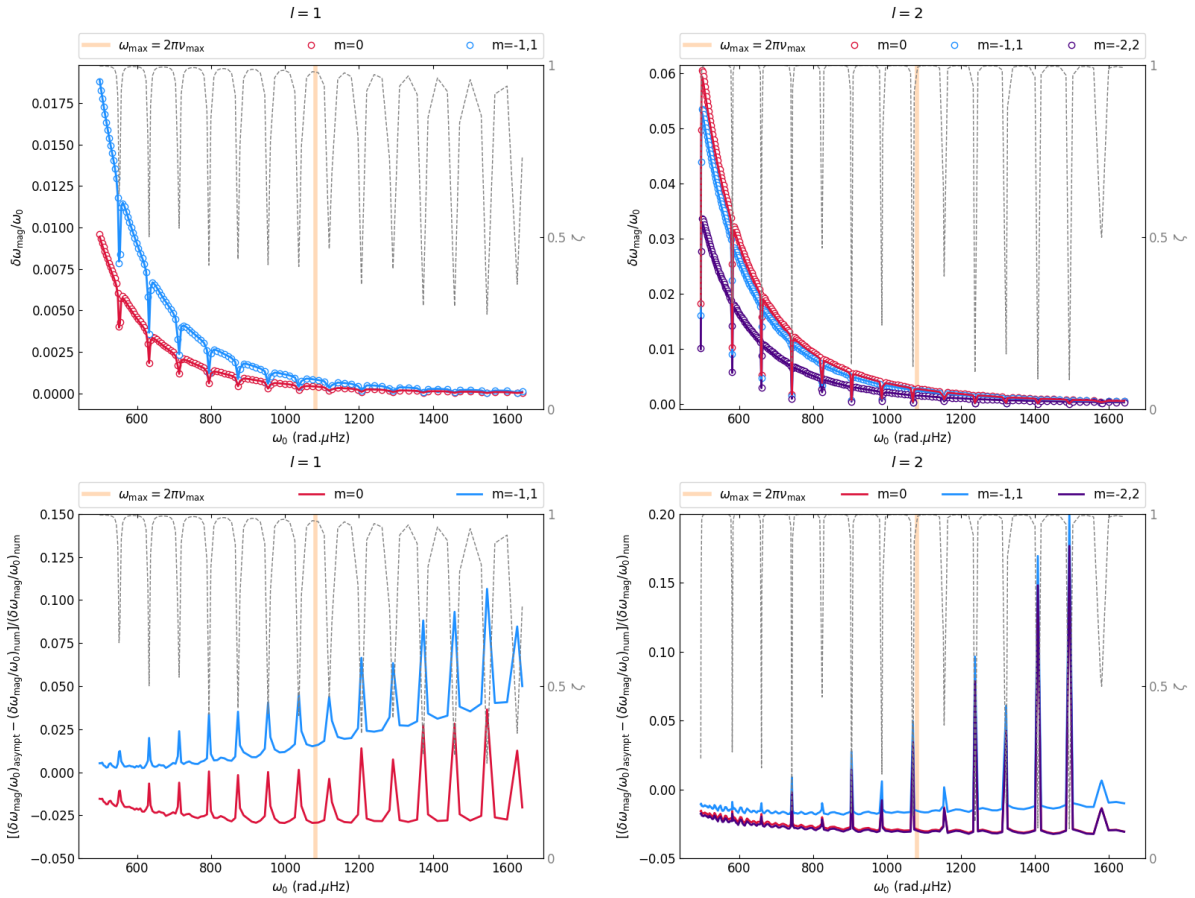 l = 1
ω_max = 2πν_max m=0 m=-1,1
0.0175
0.0150
0.0125
0.0100
0.0075
0.0050
0.0025
0.0000
δω_mag/ω_0
600 800 1000 1200 1400 1600
ω_0 (rad.μHz)
1
0.5
0
ζ
l = 2
ω_max = 2πν_max m=0 m=-1,1 m=-2,2
0.06
0.05
0.04
0.03
0.02
0.01
0.00
δω_mag/ω_0
600 800 1000 1200 1400 1600
ω_0 (rad.μHz)
1
0.5
0
ζ
l = 1
ω_max = 2πν_max m=0 m=-1,1
0.150
0.125
0.100
0.075
0.050
0.025
0.000
−0.025
−0.050
[(δω_mag/ω_0)_asympt − (δω_mag/ω_0)_num]/(δω_mag/ω_0)_num
600 800 1000 1200 1400 1600
ω_0 (rad.μHz)
1
0.5
0
ζ
l = 2
ω_max = 2πν_max m=0 m=-1,1 m=-2,2
0.20
0.15
0.10
0.05
0.00
−0.05
[(δω_mag/ω_0)_asympt − (δω_mag/ω_0)_num]/(δω_mag/ω_0)_num
600 800 1000 1200 1400 1600
ω_0 (rad.μHz)
1
0.5
0
ζ